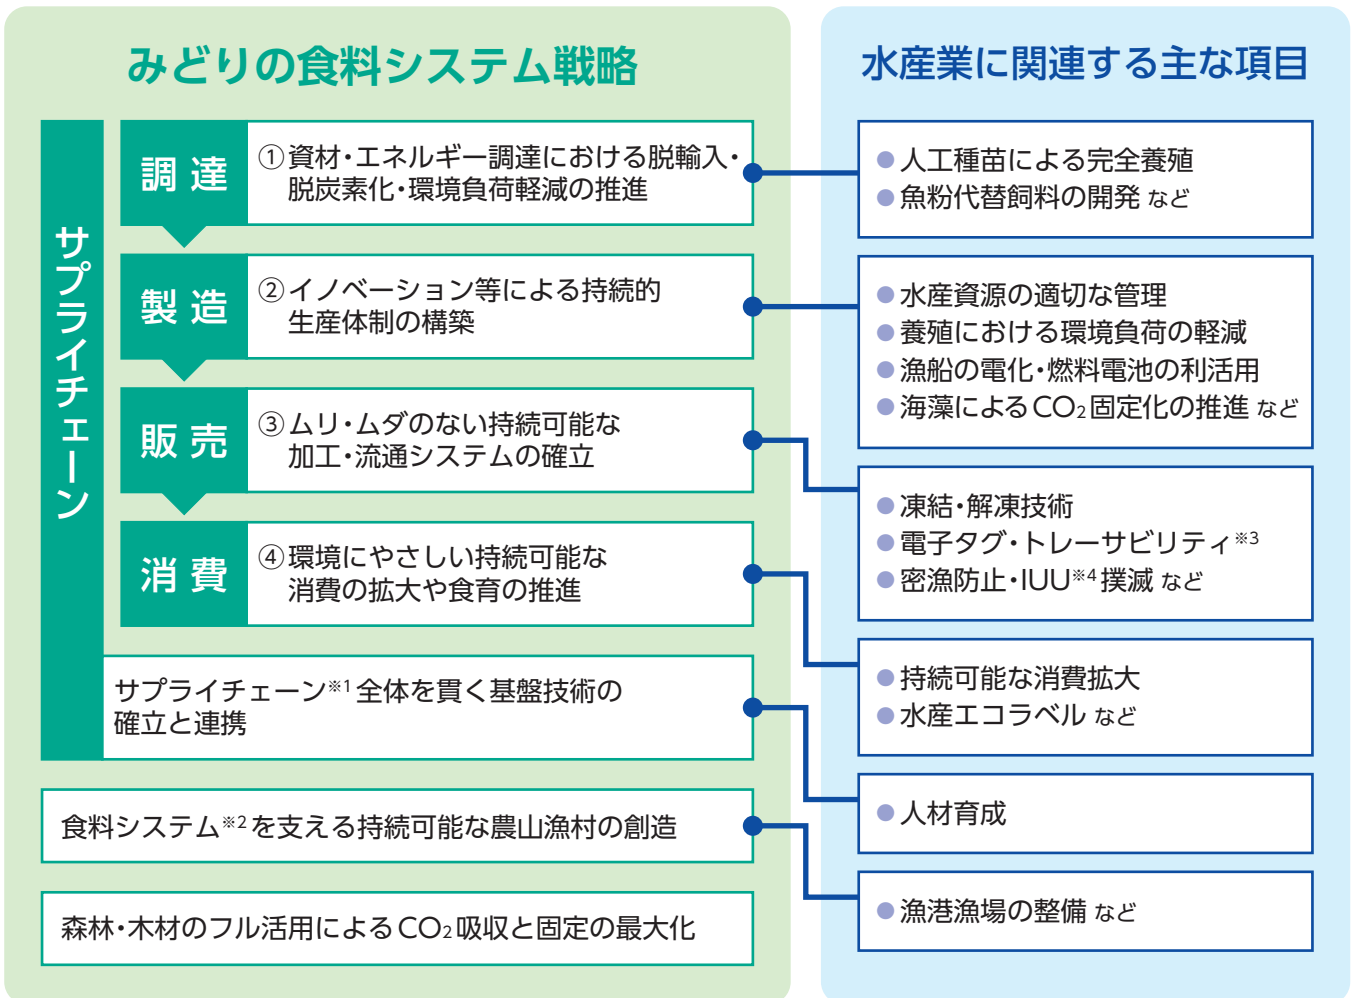 みどりの食料システム戦略
サプライチェーン
調達
①資材・エネルギー調達における脱輸入・
脱炭素化・環境負荷軽減の推進
製造
②イノベーション等による持続的
生産体制の構築
販売
③ムリ・ムダのない持続可能な
加工・流通システムの確立
消費
④環境にやさしい持続可能な
消費の拡大や食育の推進
サプライチェーン※1全体を貫く基盤技術の
確立と連携
食料システム※2を支える持続可能な農山漁村の創造
森林・木材のフル活用によるCO2吸収と固定の最大化
水産業に関連する主な項目
●人工種苗による完全養殖
●魚粉代替飼料の開発 など
●水産資源の適切な管理
●養殖における環境負荷の軽減
●漁船の電化・燃料電池の利活用
●海藻によるCO2固定化の推進 など
●凍結・解凍技術
●電子タグ・トレーサビリティ※3
●密漁防止・IUU※4撲滅 など
●持続可能な消費拡大
●水産エコラベル など
●人材育成
●漁港漁場の整備 など